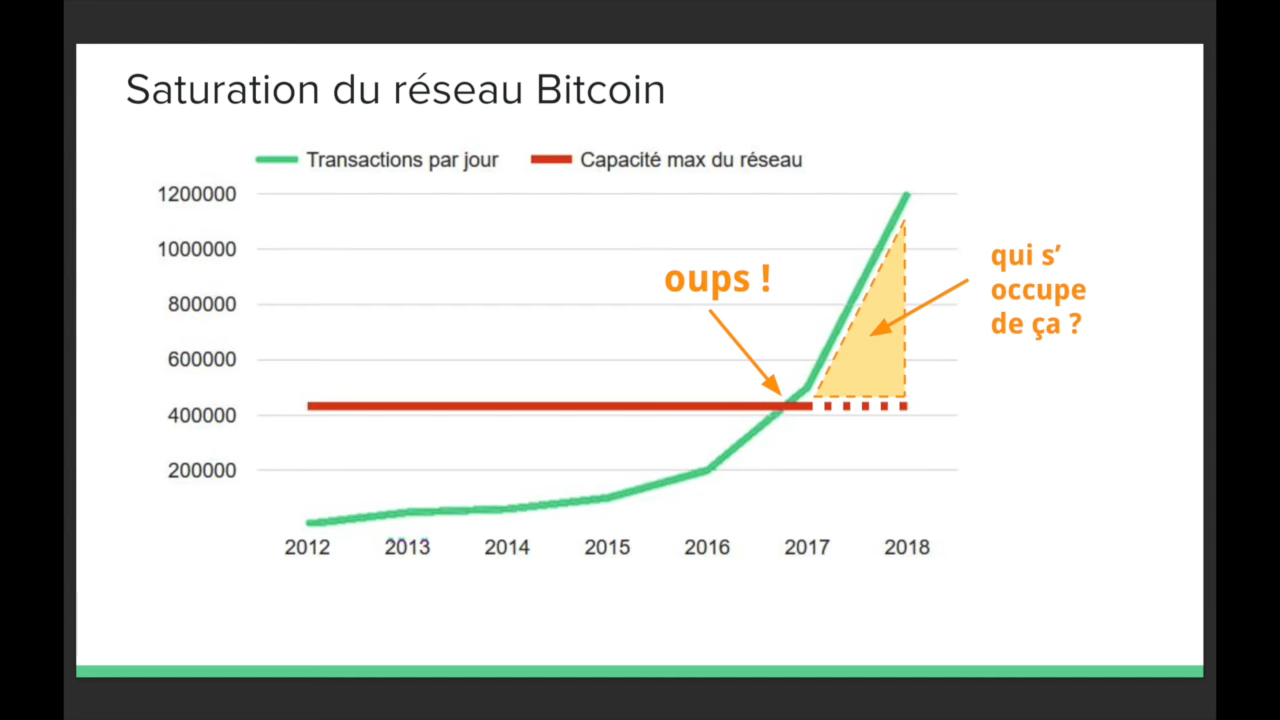 Saturation du réseau Bitcoin
Transactions par jour
Capacité max du réseau
1200000
1000000
800000
600000
400000
200000
oups !
qui s’
occupe
de ça ?
2012 2013 2014 2015 2016 2017 2018